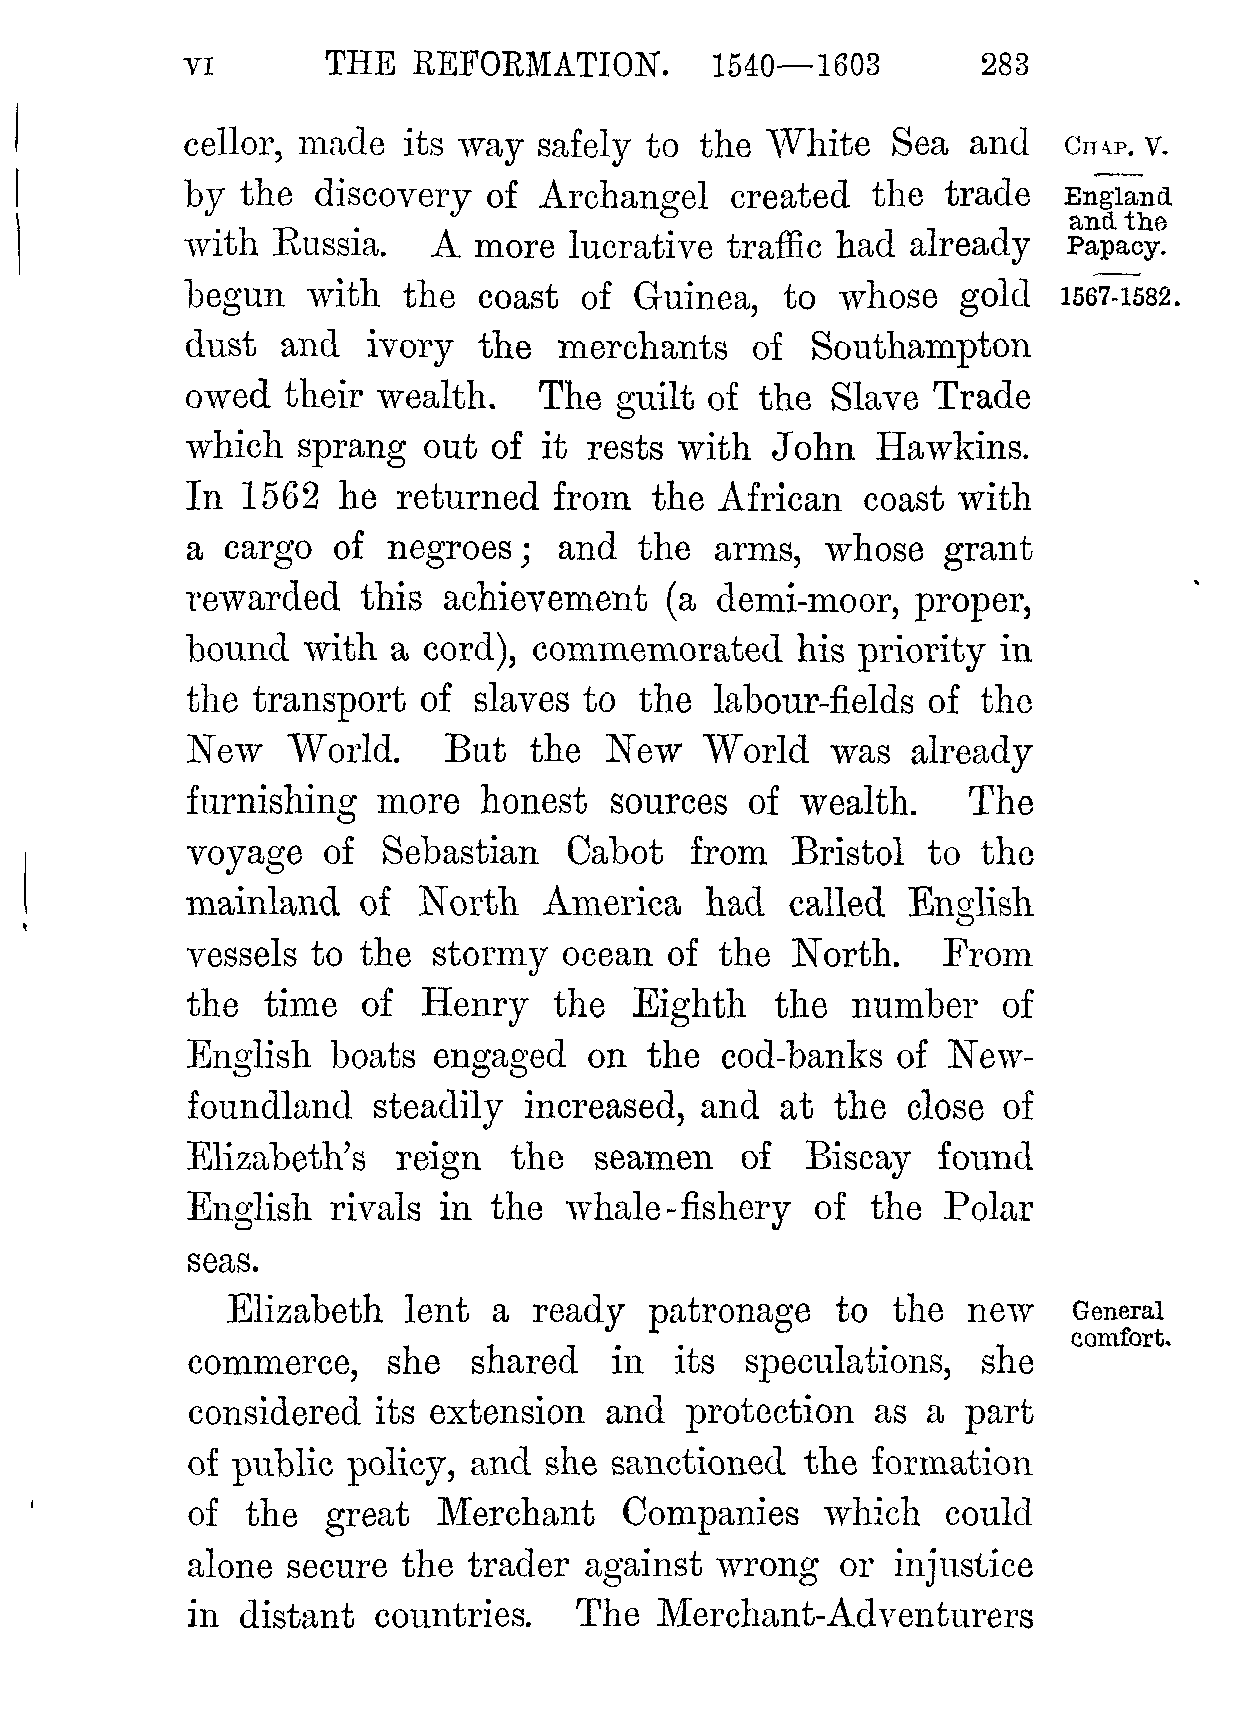 VI THE REFORMATION. 1540—1603 283
cellor, made its way safely to the White Sea and
by the discovery of Archangel created the trade
with Russia. A more lucrative traffic had already
begun with the coast of Guinea, to whose gold
dust and ivory the merchants of Southampton
owed their wealth. The guilt of the Slave Trade
which sprang out of it rests with John Hawkins.
In 1562 he returned from the African coast with
a cargo of negroes; and the arms, whose grant
rewarded this achievement (a demi-moor, proper,
bound with a cord), commemorated his priority in
the transport of slaves to the labour-fields of the
New World. But the New World was already
furnishing more honest sources of wealth. The
voyage of Sebastian Cabot from Bristol to the
mainland of North America had called English
vessels to the stormy ocean of the North. From
the time of Henry the Eighth the number of
English boats engaged on the cod-banks of New-
foundland steadily increased, and at the close of
Elizabeth's reign the seamen of Biscay found
English rivals in the whale-fishery of the Polar
seas.
Elizabeth lent a ready patronage to the new
commerce, she shared in its speculations, she
considered its extension and protection as a part
of public policy, and she sanctioned the formation
of the great Merchant Companies which could
alone secure the trader against wrong or injustice
in distant countries. The Merchant-Adventurers
CHAP. V.
England
and the
Papacy.
1567-1582.
General
comfort.